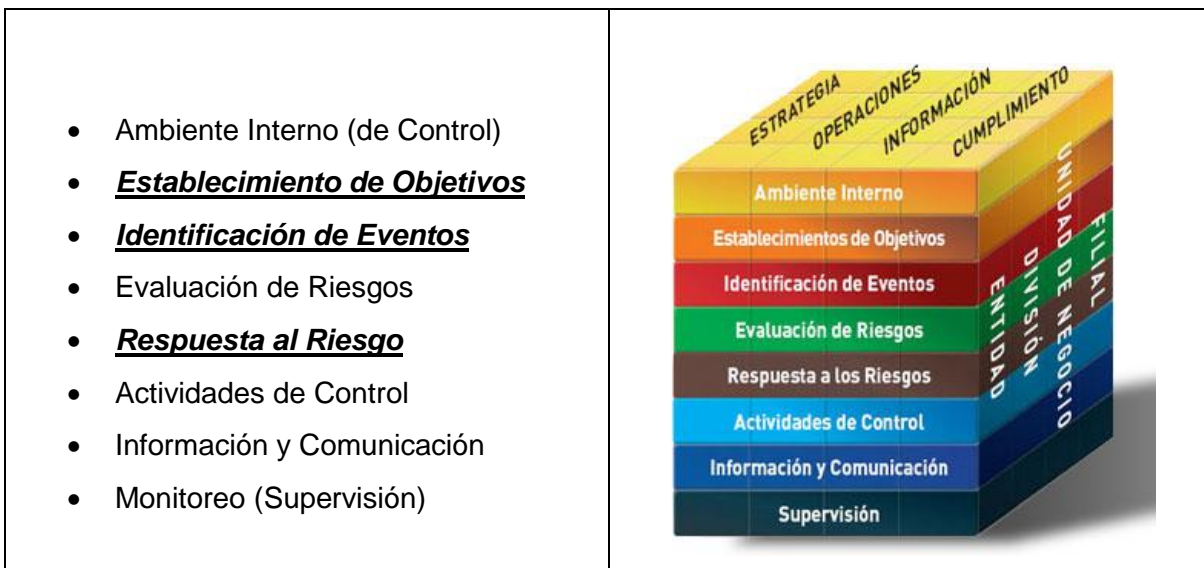 • Ambiente Interno (de Control)
• Establecimiento de Objetivos
• Identificación de Eventos
• Evaluación de Riesgos
• Respuesta al Riesgo
• Actividades de Control
• Información y Comunicación
• Monitoreo (Supervisión)
ESTRATEGIA
OPERACIONES
INFORMACIÓN
CUMPLIMIENTO
Ambiente Interno
Establecimientos de Objetivos
Identificación de Eventos
Evaluación de Riesgos
Respuesta a los Riesgos
Actividades de Control
Información y Comunicación
Supervisión
ENTIDAD
DIVISIÓN
UNIDAD DE NEGOCIO
FILIAL